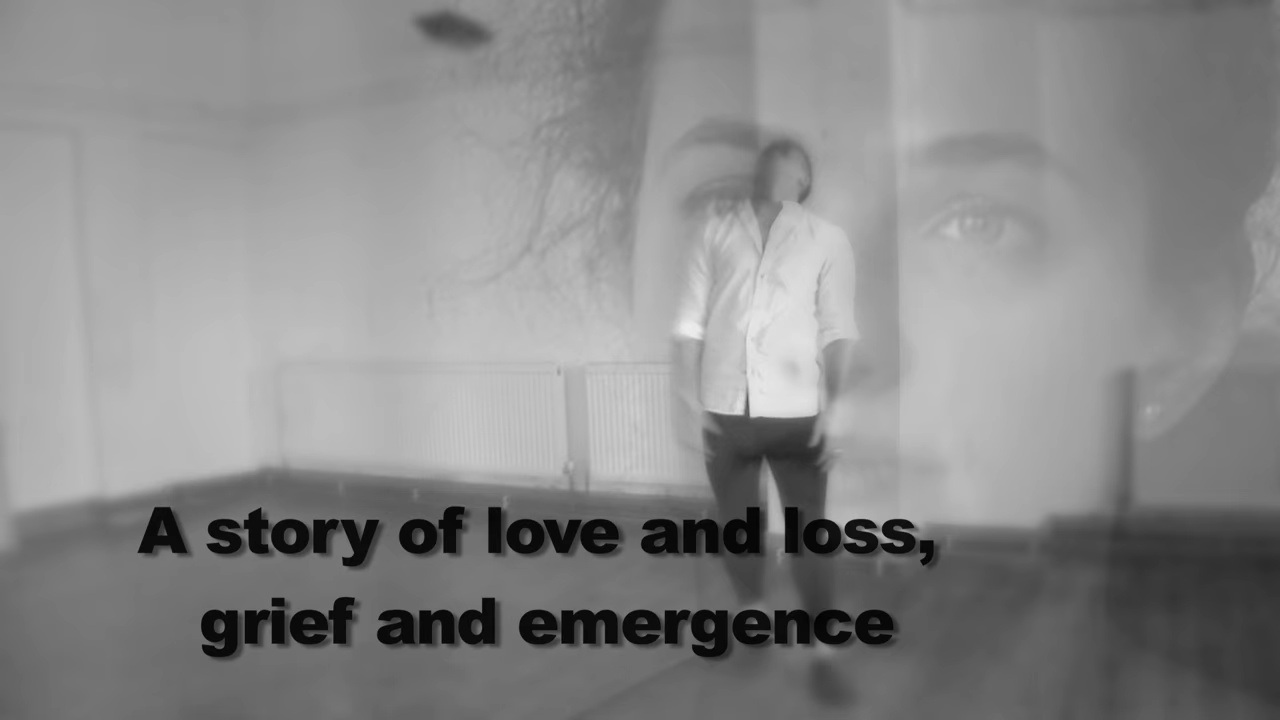 A story of love and loss,
grief and emergence